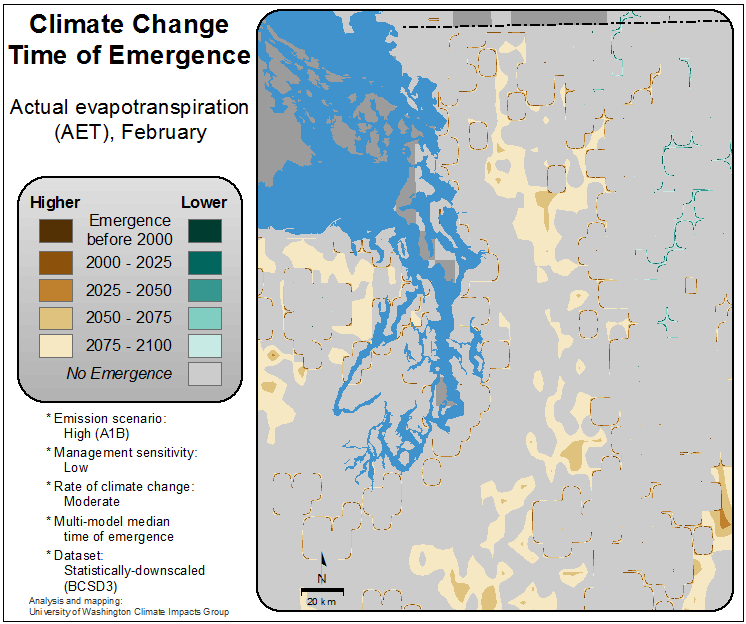 Climate Change
Time of Emergence
Actual evapotranspiration
(AET), February
Higher Lower
Emergence
before 2000
2000 - 2025
2025 - 2050
2050 - 2075
2075 - 2100
No Emergence
* Emission scenario:
High (A1B)
* Management sensitivity:
Low
* Rate of climate change:
Moderate
* Multi-model median
time of emergence
* Dataset:
Statistically-downscaled
(BCSD3)
Analysis and mapping:
University of Washington Climate Impacts Group
N
20 km